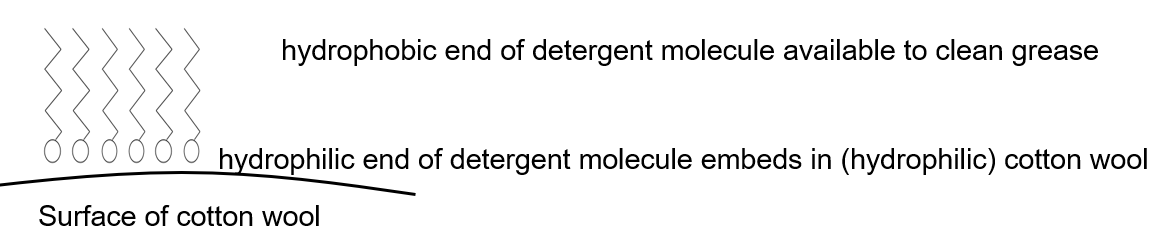 hydrophobic end of detergent molecule available to clean grease
hydrophilic end of detergent molecule embeds in (hydrophilic) cotton wool
Surface of cotton wool